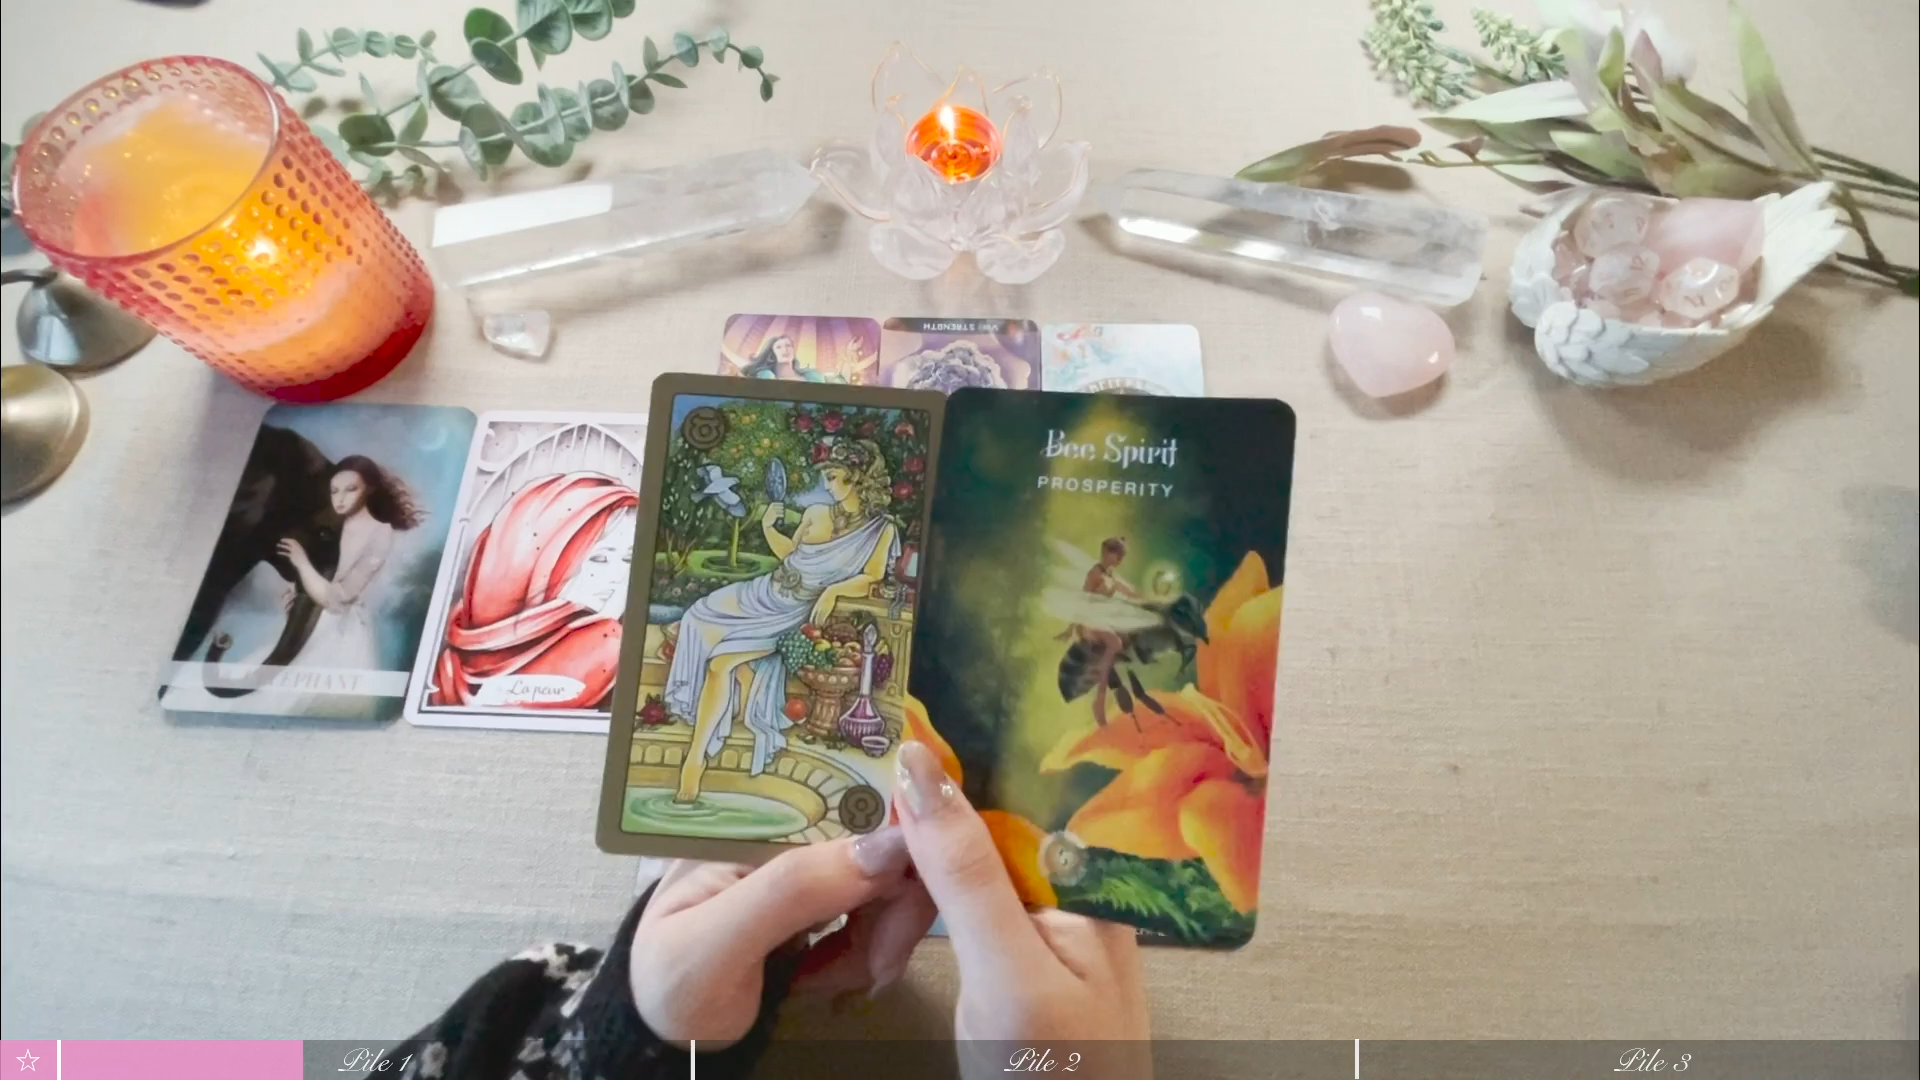 VIII STRENGTH
Bee Spirit
PROSPERITY
La peur
Pile 1
Pile 2
Pile 3